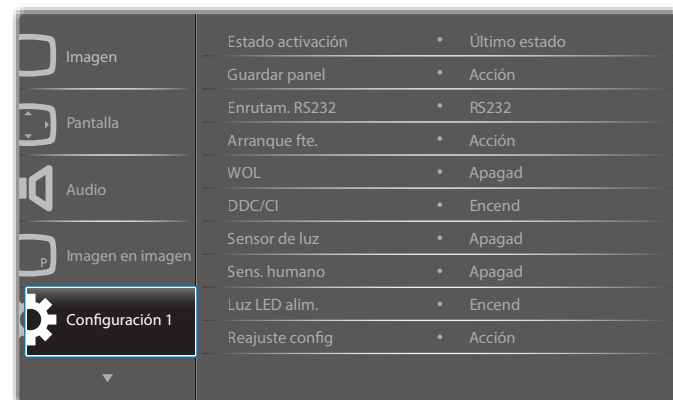 Imagen
Pantalla
Audio
P
Imagen en imagen
Configuración 1
Estado activación • Último estado
Guardar panel • Acción
Enrutam. RS232 • RS232
Arranque fte. • Acción
WOL • Apagad
DDC/CI • Encend
Sensor de luz • Apagad
Sens. humano • Apagad
Luz LED alim. • Encend
Reajuste config • Acción